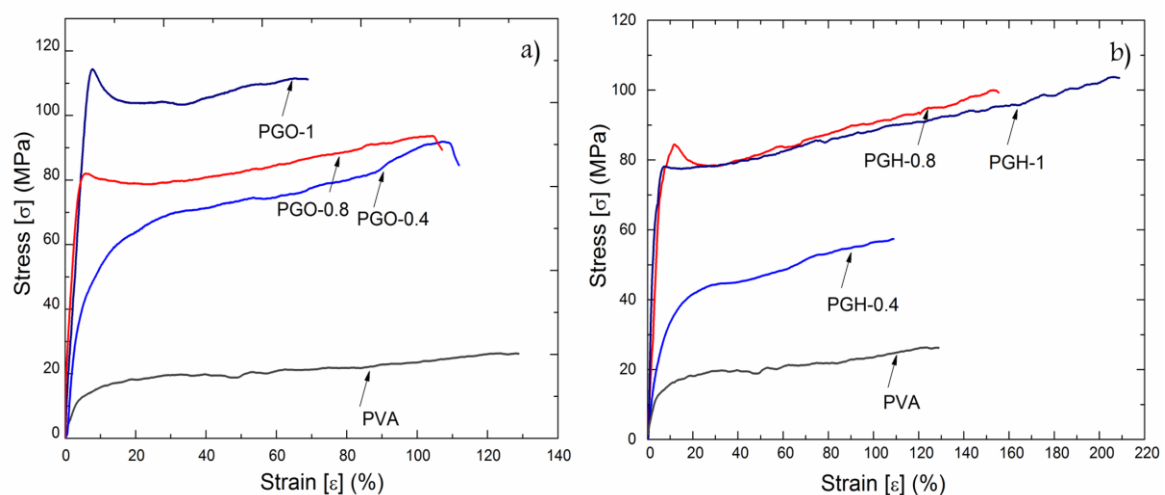 a)
Stress [σ] (MPa)
120
100
80
60
40
20
0
PGO-1
PGO-0.8
PGO-0.4
PVA
0 20 40 60 80 100 120 140
Strain [ε] (%)
b)
Stress [σ] (MPa)
120
100
80
60
40
20
0
PGH-0.8
PGH-1
PGH-0.4
PVA
0 20 40 60 80 100 120 140 160 180 200 220
Strain [ε] (%)